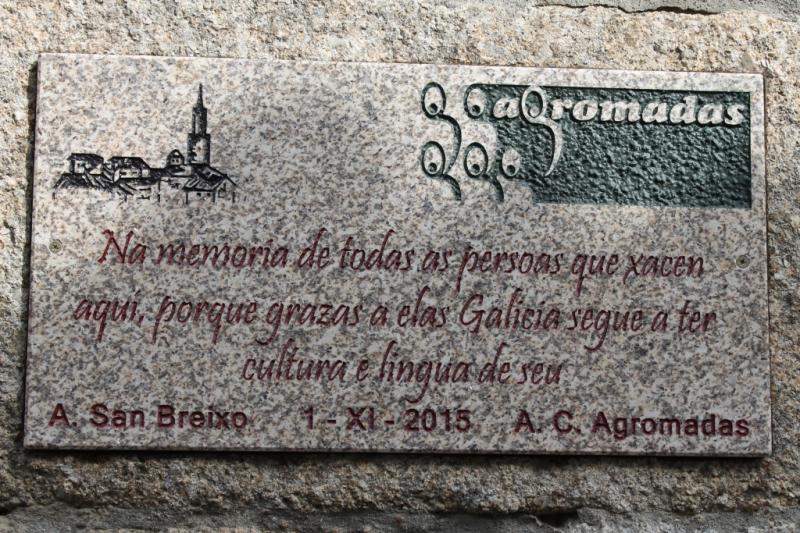 agromadas
Na memoria de todas as persoas que xacen
aquí, porque grazas a elas Galicia segue a ter
cultura e lingua de seu
A. San Breixo 1 - XI - 2015 A. C. Agromadas